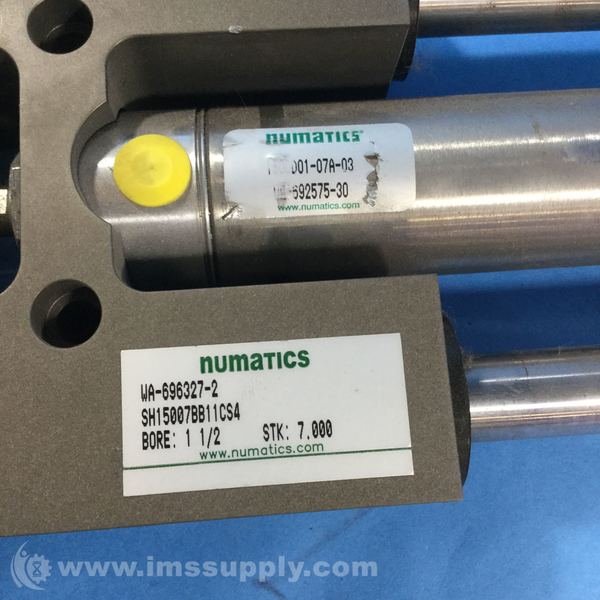 numatics
01-07A-03
692575-30
www.numatics.com
numatics
WA-696327-2
SH15007BB11CS4
BORE: 1 1/2 STK: 7.000
www.numatics.com
www.imssupply.com